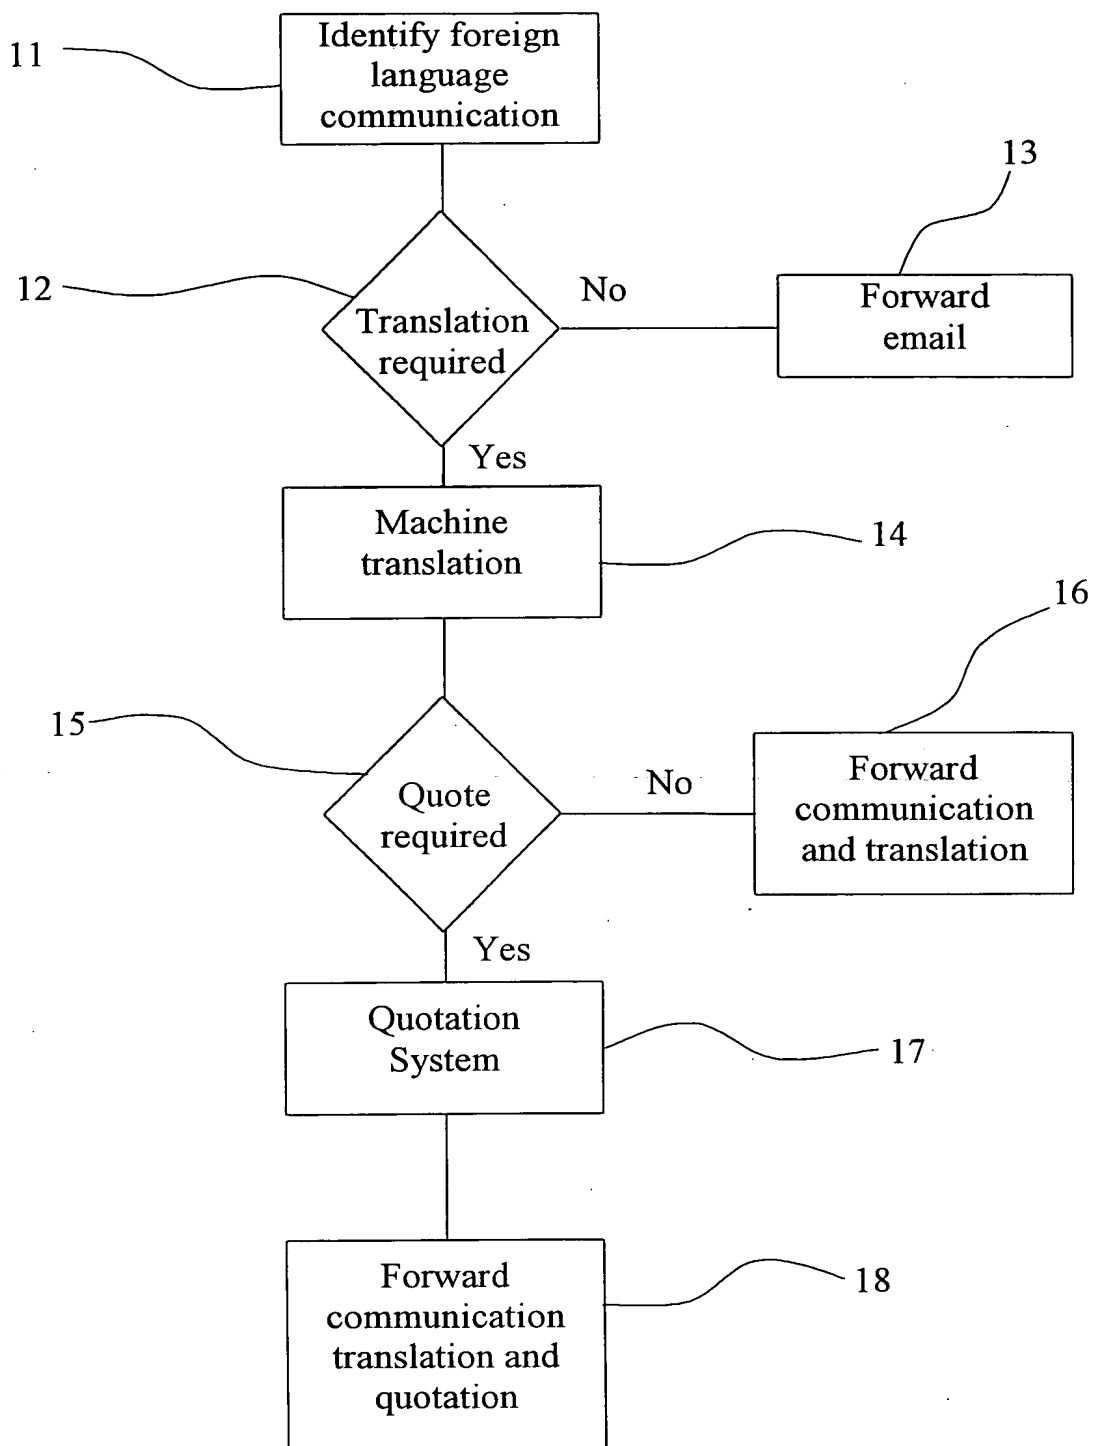 11
Identify foreign
language
communication
13
12
Translation
required
No
Forward
email
Yes
Machine
translation
14
16
15
Quote
required
No
Forward
communication
and translation
Yes
Quotation
System
17
Forward
communication
translation and
quotation
18